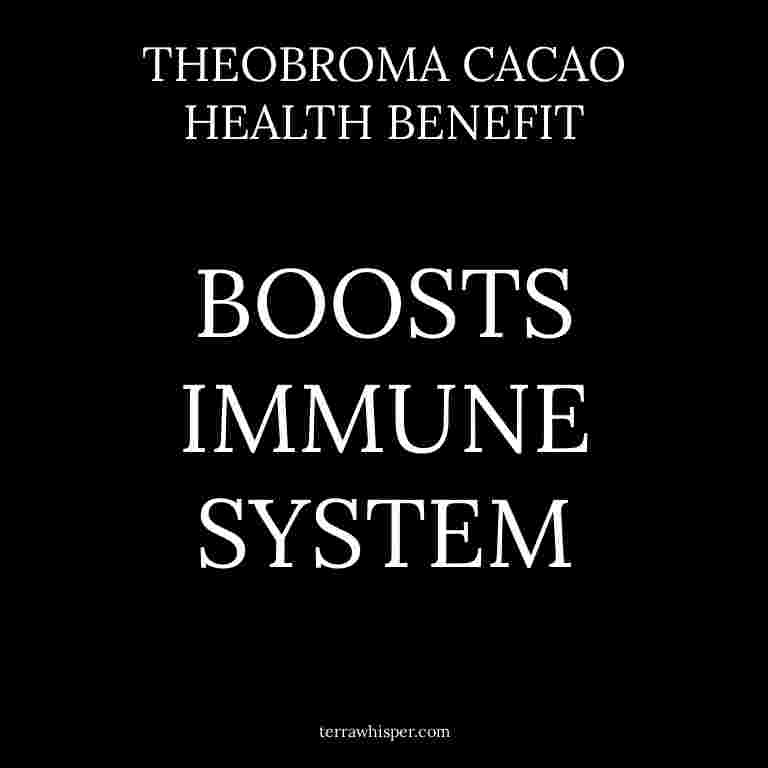 THEOBROMA CACAO
HEALTH BENEFIT
BOOSTS
IMMUNE
SYSTEM
terrawhisper.com